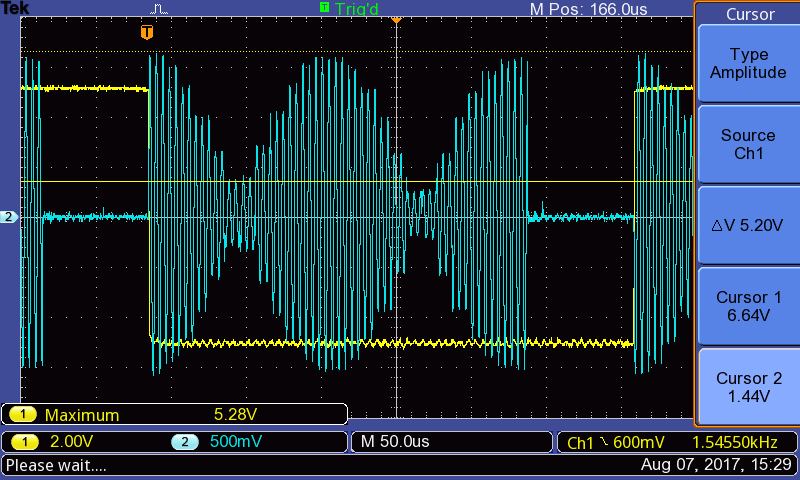 Tek T Trig'd M Pos: 166.0us
T
Cursor
Type
Amplitude
Source
Ch1
△V 5.20V
Cursor 1
6.64V
Cursor 2
1.44V
2
1 Maximum 5.28V
1 2.00V 2 500mV M 50.0us Ch1 600mV 1.54550kHz
Please wait.... Aug 07, 2017, 15:29